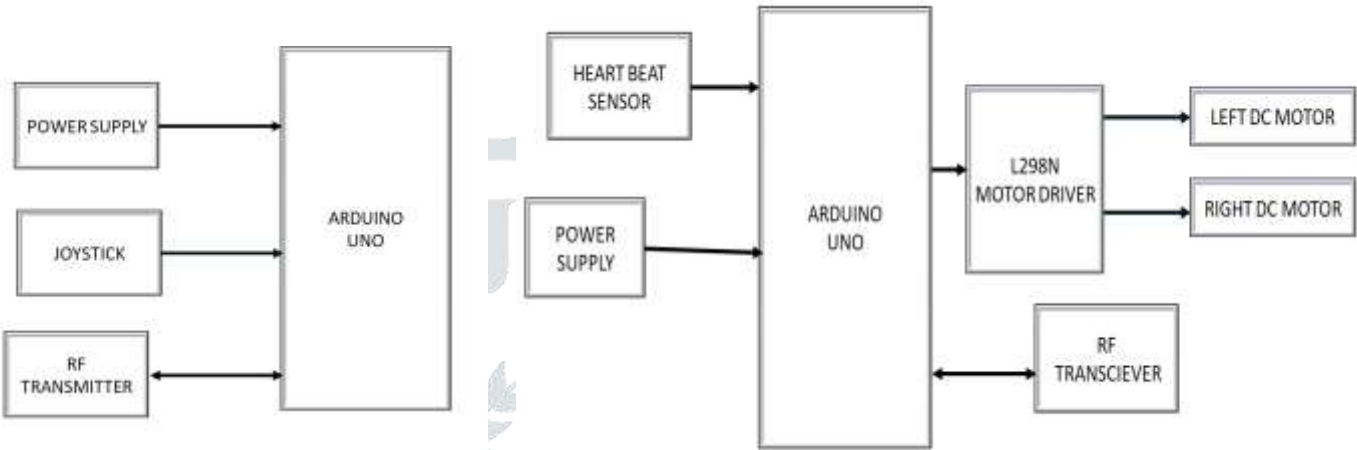 POWER SUPPLY
JOYSTICK
RF
TRANSMITTER
ARDUINO
UNO
HEART BEAT
SENSOR
POWER
SUPPLY
ARDUINO
UNO
L298N
MOTOR DRIVER
LEFT DC MOTOR
RIGHT DC MOTOR
RF
TRANSCIEVER